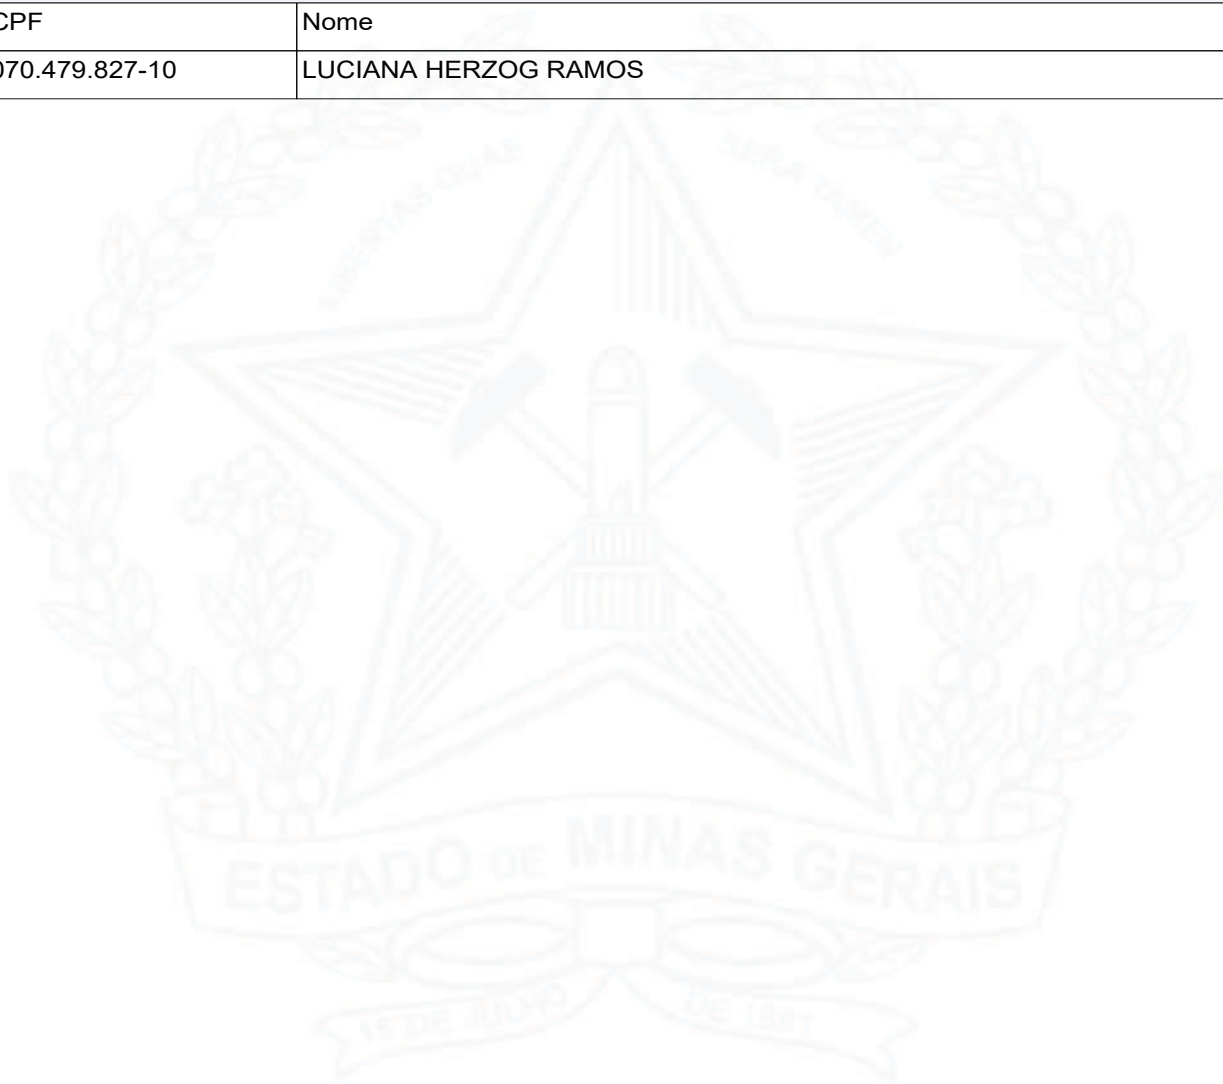 CPF Nome
070.479.827-10 LUCIANA HERZOG RAMOS
LIBERTAS QUAE SERA TAMEN
ESTADO DE MINAS GERAIS
15 DE JULHO DE 1891